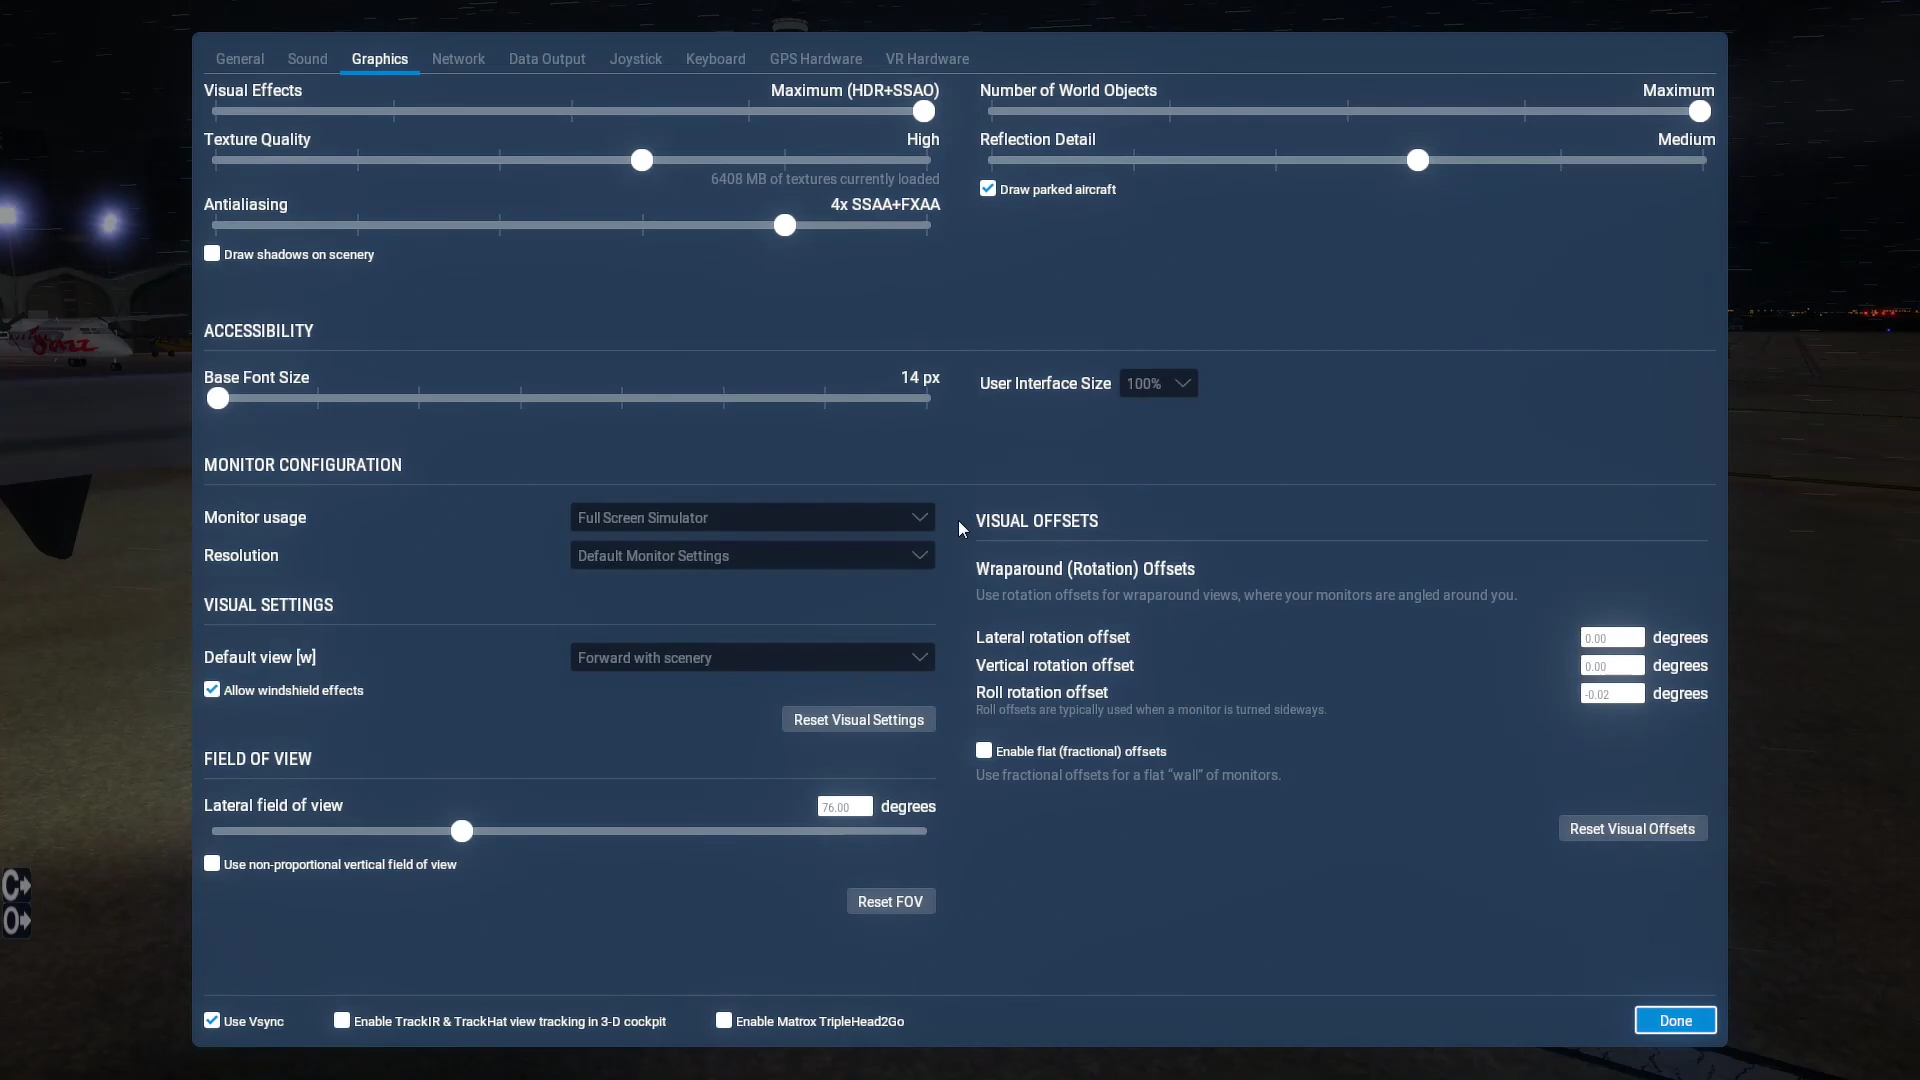 General Sound Graphics Network Data Output Joystick Keyboard GPS Hardware VR Hardware
Visual Effects Maximum (HDR+SSAO)
Number of World Objects Maximum
Texture Quality High
Reflection Detail Medium
6408 MB of textures currently loaded
Draw parked aircraft
Antialiasing 4x SSAA+FXAA
Draw shadows on scenery
ACCESSIBILITY
Base Font Size 14 px
User Interface Size 100%
MONITOR CONFIGURATION
Monitor usage Full Screen Simulator
Resolution Default Monitor Settings
VISUAL SETTINGS
Default view [w] Forward with scenery
Allow windshield effects
Reset Visual Settings
FIELD OF VIEW
Lateral field of view 76.00 degrees
Use non-proportional vertical field of view
Reset FOV
VISUAL OFFSETS
Wraparound (Rotation) Offsets
Use rotation offsets for wraparound views, where your monitors are angled around you.
Lateral rotation offset 0.00 degrees
Vertical rotation offset 0.00 degrees
Roll rotation offset -0.02 degrees
Roll offsets are typically used when a monitor is turned sideways.
Enable flat (fractional) offsets
Use fractional offsets for a flat “wall” of monitors.
Reset Visual Offsets
Use Vsync Enable TrackIR & TrackHat view tracking in 3-D cockpit Enable Matrox TripleHead2Go Done
C
O